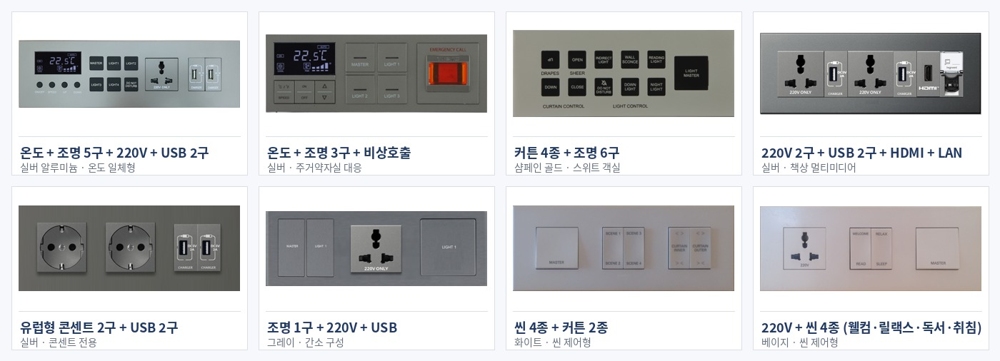 22.5℃
MASTER LIGHT1 LIGHT2
LIGHT3 LIGHT4 DO NOT DISTURB
220V ONLY
CHARGER CHARGER
온도 + 조명 5구 + 220V + USB 2구
실버 알루미늄 · 온도 일체형
22.5℃
MASTER LIGHT 1
LIGHT 2 LIGHT 3
℃/℉ ON
SPEED OFF
EMERGENCY CALL
온도 + 조명 3구 + 비상호출
실버 · 주거약자실 대응
UP OPEN INDIRECT LIGHT WALL SCONCE READING LIGHT
DRAPES SHEER
DOWN CLOSE DO NOT DISTURB DOWN LIGHT NIGHT LIGHT
LIGHT MASTER
CURTAIN CONTROL LIGHT CONTROL
커튼 4종 + 조명 6구
샴페인 골드 · 스위트 객실
DC5V 2A DC5V 2A
220V ONLY CHARGER 220V ONLY CHARGER HDMI
legrand
220V 2구 + USB 2구 + HDMI + LAN
실버 · 책상 멀티미디어
DC5V 2A DC5V 2A
CHARGER CHARGER
유럽형 콘센트 2구 + USB 2구
실버 · 콘센트 전용
MASTER LIGHT 1
220V ONLY
LIGHT 1
조명 1구 + 220V + USB
그레이 · 간소 구성
MASTER
SCENE 1 SCENE 3
SCENE 2 SCENE 4
< > < >
CURTAIN INNER CURTAIN OUTER
> < > <
씬 4종 + 커튼 2종
화이트 · 씬 제어형
220V
WELCOME RELAX
READ SLEEP
MASTER
220V + 씬 4종 (웰컴·릴랙스·독서·취침)
베이지 · 씬 제어형